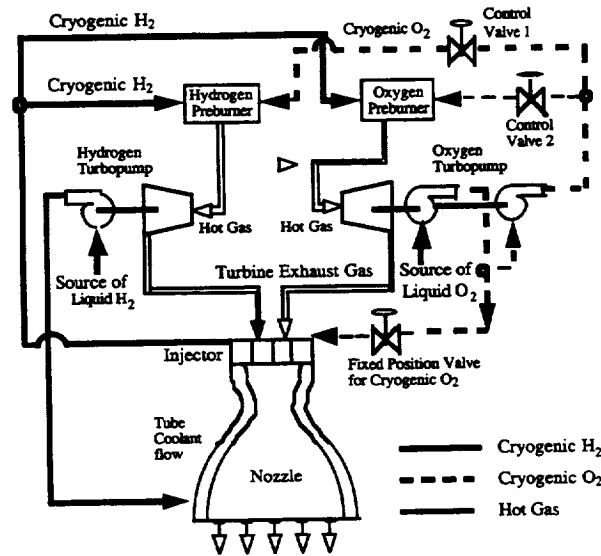 Cryogenic H2
Cryogenic O2
Control
Valve 1
Cryogenic H2
Hydrogen
Preburner
Oxygen
Preburner
Control
Valve 2
Hydrogen
Turbopump
Oxygen
Turbopump
Hot Gas
Hot Gas
Source of
Liquid H2
Turbine Exhaust Gas
Source of
Liquid O2
Injector
Fixed Position Valve
for Cryogenic O2
Tube
Coolant
flow
Nozzle
Cryogenic H2
Cryogenic O2
Hot Gas